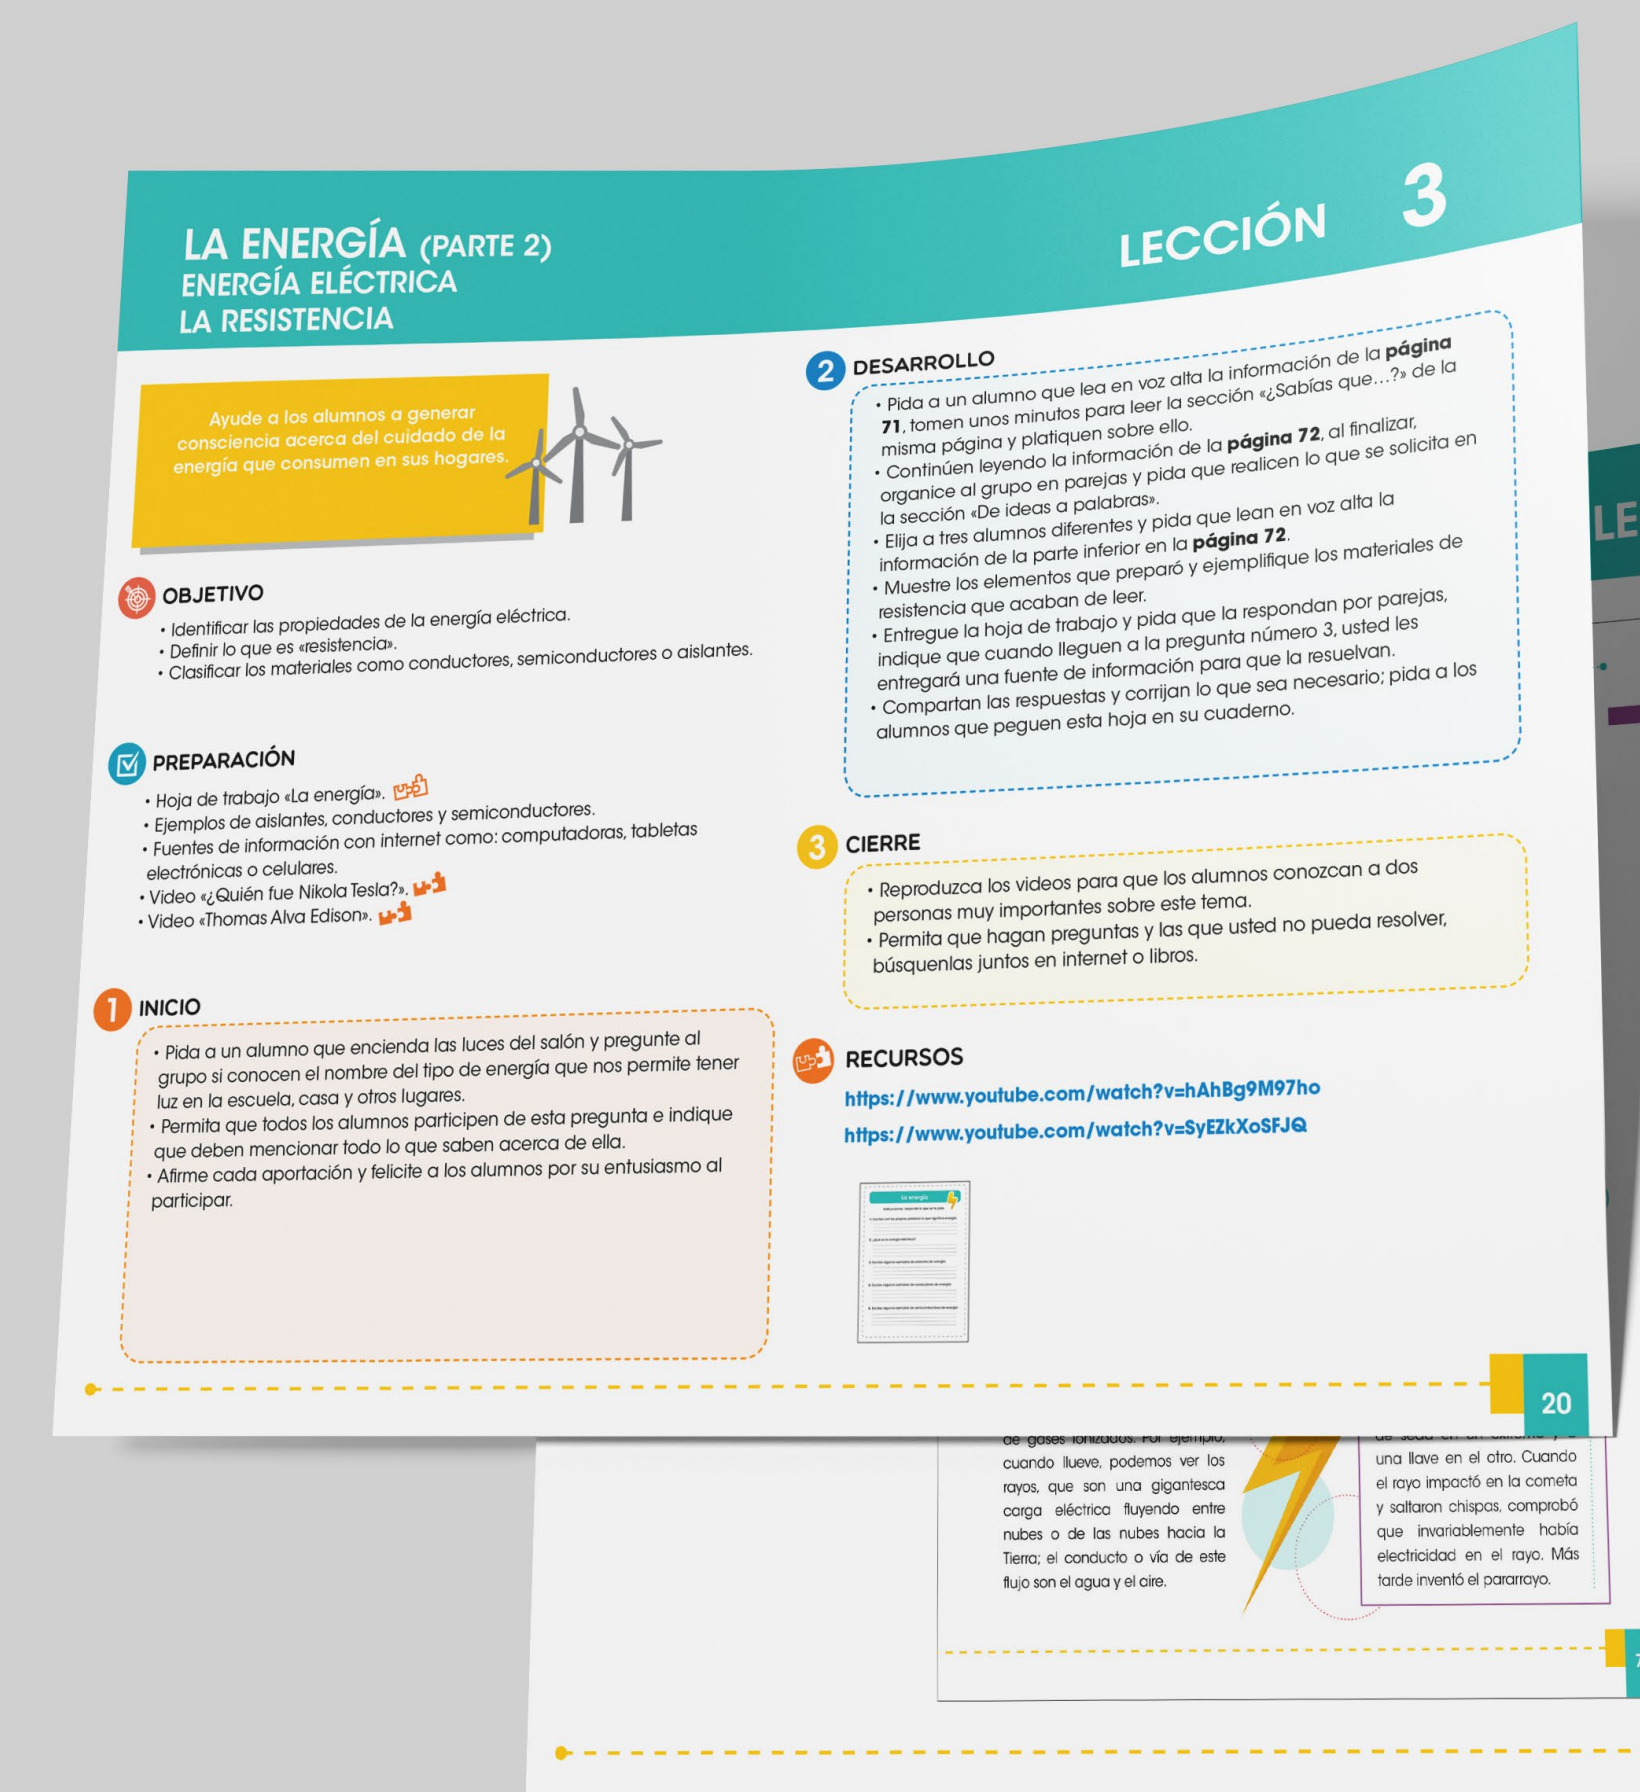 LA ENERGÍA (PARTE 2)
ENERGÍA ELÉCTRICA
LA RESISTENCIA
LECCIÓN 3
Ayude a los alumnos a generar
consciencia acerca del cuidado de la
energía que consumen en sus hogares.
OBJETIVO
• Identificar las propiedades de la energía eléctrica.
• Definir lo que es «resistencia».
• Clasificar los materiales como conductores, semiconductores o aislantes.
PREPARACIÓN
• Hoja de trabajo «La energía».
• Ejemplos de aislantes, conductores y semiconductores.
• Fuentes de información con internet como: computadoras, tabletas
electrónicas o celulares.
• Video «¿Quién fue Nikola Tesla?».
• Video «Thomas Alva Edison».
1 INICIO
• Pida a un alumno que encienda las luces del salón y pregunte al
grupo si conocen el nombre del tipo de energía que nos permite tener
luz en la escuela, casa y otros lugares.
• Permita que todos los alumnos participen de esta pregunta e indique
que deben mencionar todo lo que saben acerca de ella.
• Afirme cada aportación y felicite a los alumnos por su entusiasmo al
participar.
2 DESARROLLO
• Pida a un alumno que lea en voz alta la información de la página
71, tomen unos minutos para leer la sección «¿Sabías que...?» de la
misma página y platiquen sobre ello.
• Continúen leyendo la información de la página 72, al finalizar,
organice al grupo en parejas y pida que realicen lo que se solicita en
la sección «De ideas a palabras».
• Elija a tres alumnos diferentes y pida que lean en voz alta la
información de la parte inferior en la página 72.
• Muestre los elementos que preparó y ejemplifique los materiales de
resistencia que acaban de leer.
• Entregue la hoja de trabajo y pida que la respondan por parejas,
indique que cuando lleguen a la pregunta número 3, usted les
entregará una fuente de información para que la resuelvan.
• Compartan las respuestas y corrijan lo que sea necesario; pida a los
alumnos que peguen esta hoja en su cuaderno.
3 CIERRE
• Reproduzca los videos para que los alumnos conozcan a dos
personas muy importantes sobre este tema.
• Permita que hagan preguntas y las que usted no pueda resolver,
búsquenlas juntos en internet o libros.
RECURSOS
https://www.youtube.com/watch?v=hAhBg9M97ho
https://www.youtube.com/watch?v=SyEZkXoSFJQ
La energía
20
LE
de gases ionizados. Por ejemplo,
cuando llueve, podemos ver los
rayos, que son una gigantesca
carga eléctrica fluyendo entre
nubes o de las nubes hacia la
Tierra; el conducto o vía de este
flujo son el agua y el aire.
una llave en el otro. Cuando
el rayo impactó en la cometa
y saltaron chispas, comprobó
que invariablemente había
electricidad en el rayo. Más
tarde inventó el pararrayo.